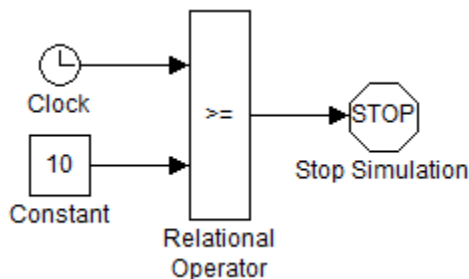 Clock
10
Constant
>=
Relational
Operator
STOP
Stop Simulation